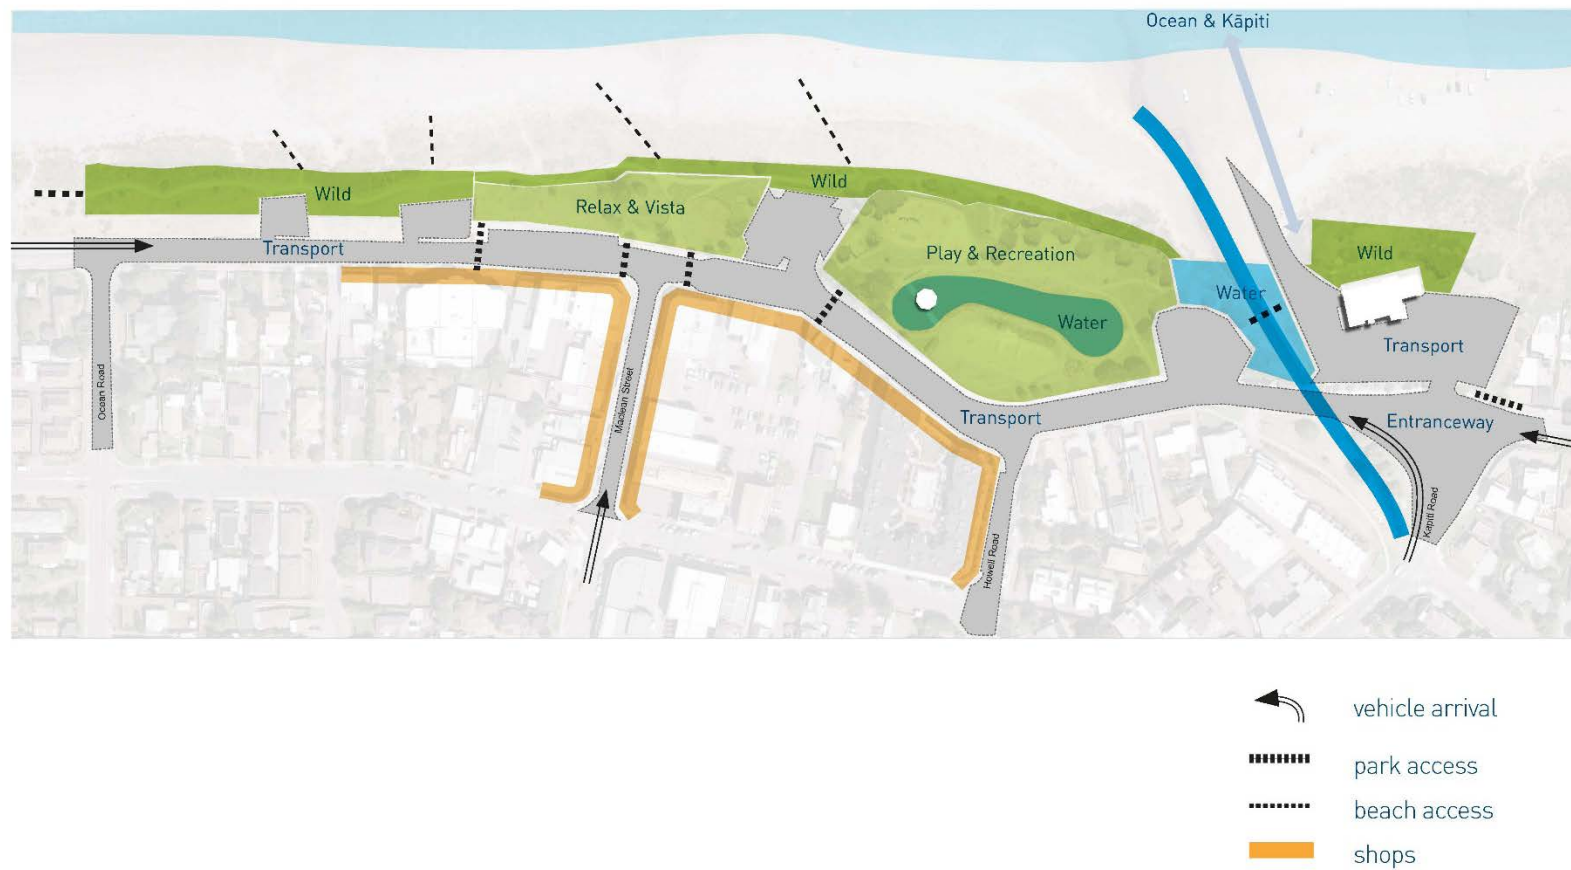 Ocean & Kāpiti
Wild
Wild
Relax & Vista
Transport
Play & Recreation
Wild
Water
Water
Transport
Transport
Entranceway
Ocean Road
Maclean Street
Howell Road
Kapiti Road
vehicle arrival
park access
beach access
shops